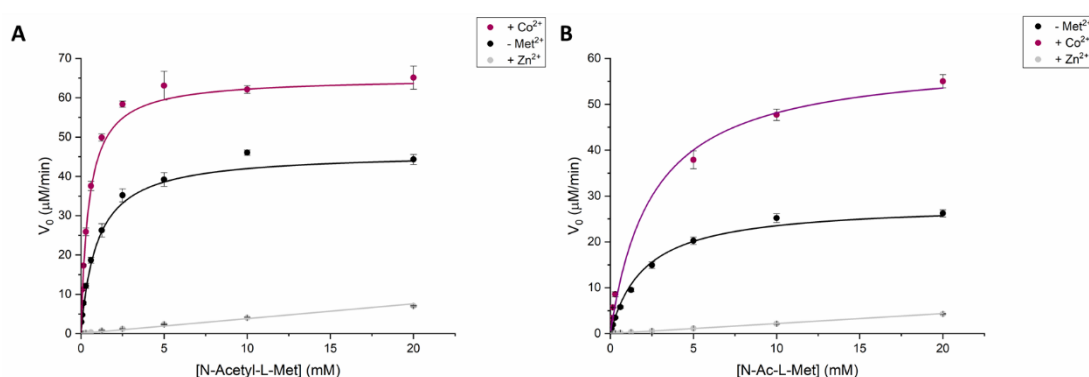 A
+ Co²⁺
- Met²⁺
+ Zn²⁺
70
60
50
40
30
20
10
0
V₀ (µM/min)
0 5 10 15 20
[N-Acetyl-L-Met] (mM)
B
- Met²⁺
+ Co²⁺
+ Zn²⁺
60
50
40
30
20
10
0
V₀ (µM/min)
0 5 10 15 20
[N-Ac-L-Met] (mM)